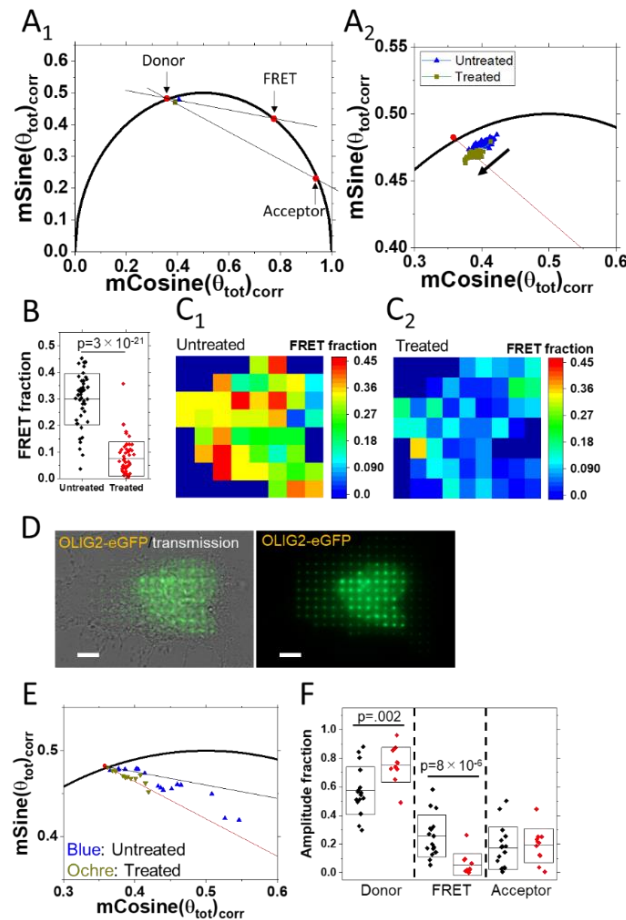 A1
A2
Donor
FRET
Acceptor
mSine(θtot)corr
0.6
0.5
0.4
0.3
0.2
0.1
0.0
0.0 0.2 0.4 0.6 0.8 1.0
mCosine(θtot)corr
Untreated
Treated
mSine(θtot)corr
0.55
0.50
0.45
0.40
0.3 0.4 0.5 0.6
mCosine(θtot)corr
B
p=3 × 10-21
FRET fraction
0.5
0.4
0.3
0.2
0.1
0.0
Untreated Treated
C1
Untreated
FRET fraction
0.45
0.36
0.27
0.18
0.090
0.0
C2
Treated
FRET fraction
0.45
0.36
0.27
0.18
0.090
0.0
D
OLIG2-eGFP/transmission
OLIG2-eGFP
E
mSine(θtot)corr
0.5
0.4
0.3 0.4 0.5 0.6
mCosine(θtot)corr
Blue: Untreated
Ochre: Treated
F
p=.002
p=8 × 10-6
Amplitude fraction
1.0
0.8
0.6
0.4
0.2
0.0
Donor FRET Acceptor